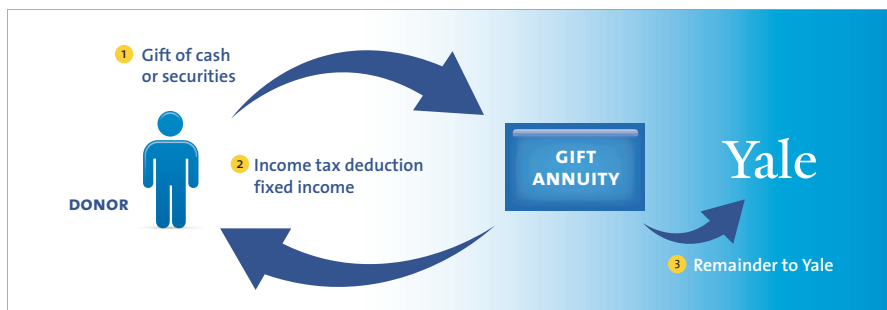 1 Gift of cash
or securities
2 Income tax deduction
fixed income
DONOR
GIFT
ANNUITY
Yale
3 Remainder to Yale